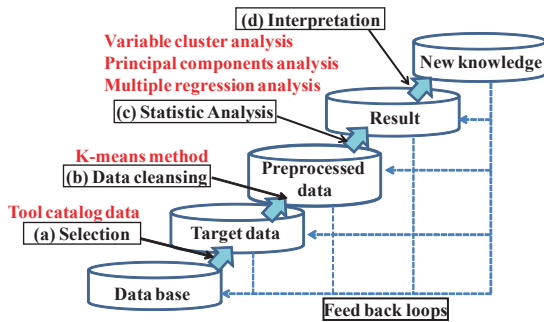 (d) Interpretation
Variable cluster analysis
Principal components analysis
Multiple regression analysis
New knowledge
(c) Statistic Analysis
Result
K-means method
(b) Data cleansing
Preprocessed
data
Tool catalog data
(a) Selection
Target data
Data base
Feed back loops